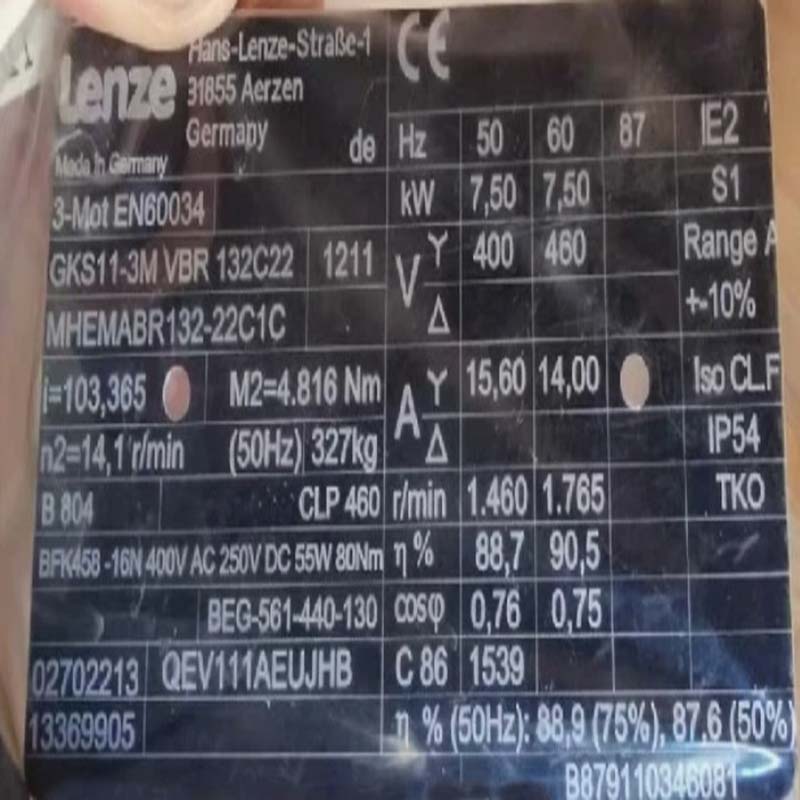 Lenze
Hans-Lenze-Straße-1
31855 Aerzen
Germany
Made in Germany
de
3-Mot EN60034
GKS11-3M VBR 132C22 1211
MHEMABR132-22C1C
i=103,365 M2=4.816 Nm
n2=14,1 r/min (50Hz) 327kg
B 804 CLP 460
BFK458 -16N 400V AC 250V DC 55W 80Nm
BEG-561-440-130
02702213 QEV111AEUJHB
13369905
CE
Hz 50 60 87 IE2
kW 7,50 7,50 S1
V Y 400 460 Range A
Δ +-10%
A Y 15,60 14,00 Iso CL.F
Δ IP54
r/min 1.460 1.765 TKO
η % 88,7 90,5
cosφ 0,76 0,75
C 86 1539
η % (50Hz): 88,9 (75%), 87,6 (50%)
B879110346081